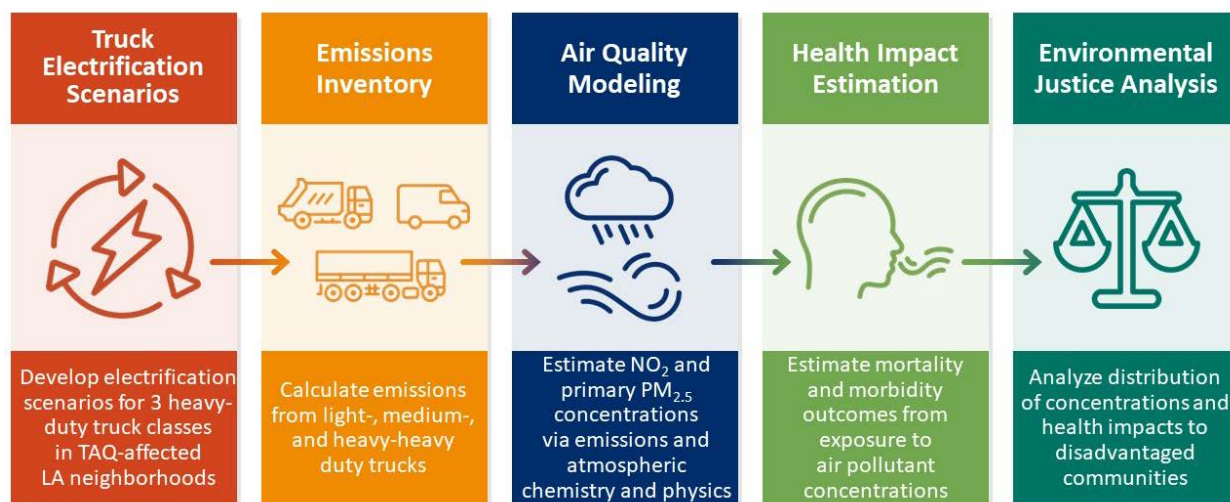 Truck
Electrification
Scenarios
Emissions
Inventory
Air Quality
Modeling
Health Impact
Estimation
Environmental
Justice Analysis
Develop electrification
scenarios for 3 heavy-
duty truck classes
in TAQ-affected
LA neighborhoods
Calculate emissions
from light-, medium-,
and heavy-heavy
duty trucks
Estimate NO₂ and
primary PM₂.₅
concentrations
via emissions and
atmospheric
chemistry and physics
Estimate mortality
and morbidity
outcomes from
exposure to
air pollutant
concentrations
Analyze distribution
of concentrations and
health impacts to
disadvantaged
communities